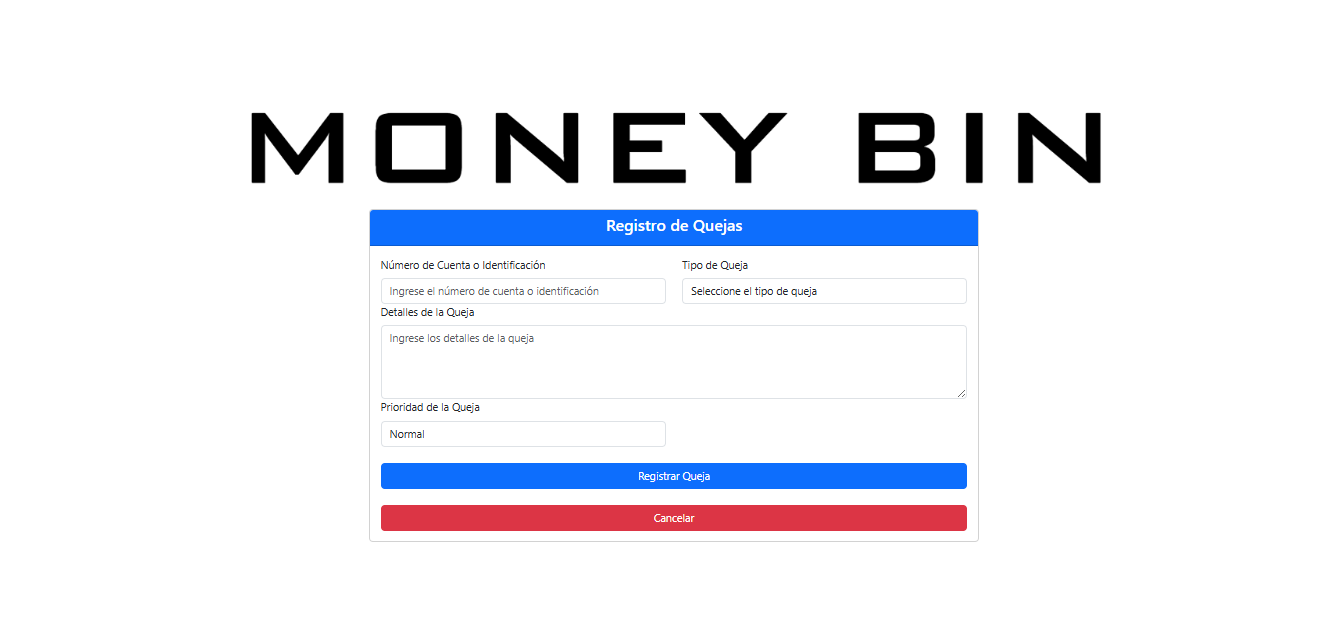 MONEY BIN
Registro de Quejas
Número de Cuenta o Identificación
Tipo de Queja
Ingrese el número de cuenta o identificación
Seleccione el tipo de queja
Detalles de la Queja
Ingrese los detalles de la queja
Prioridad de la Queja
Normal
Registrar Queja
Cancelar